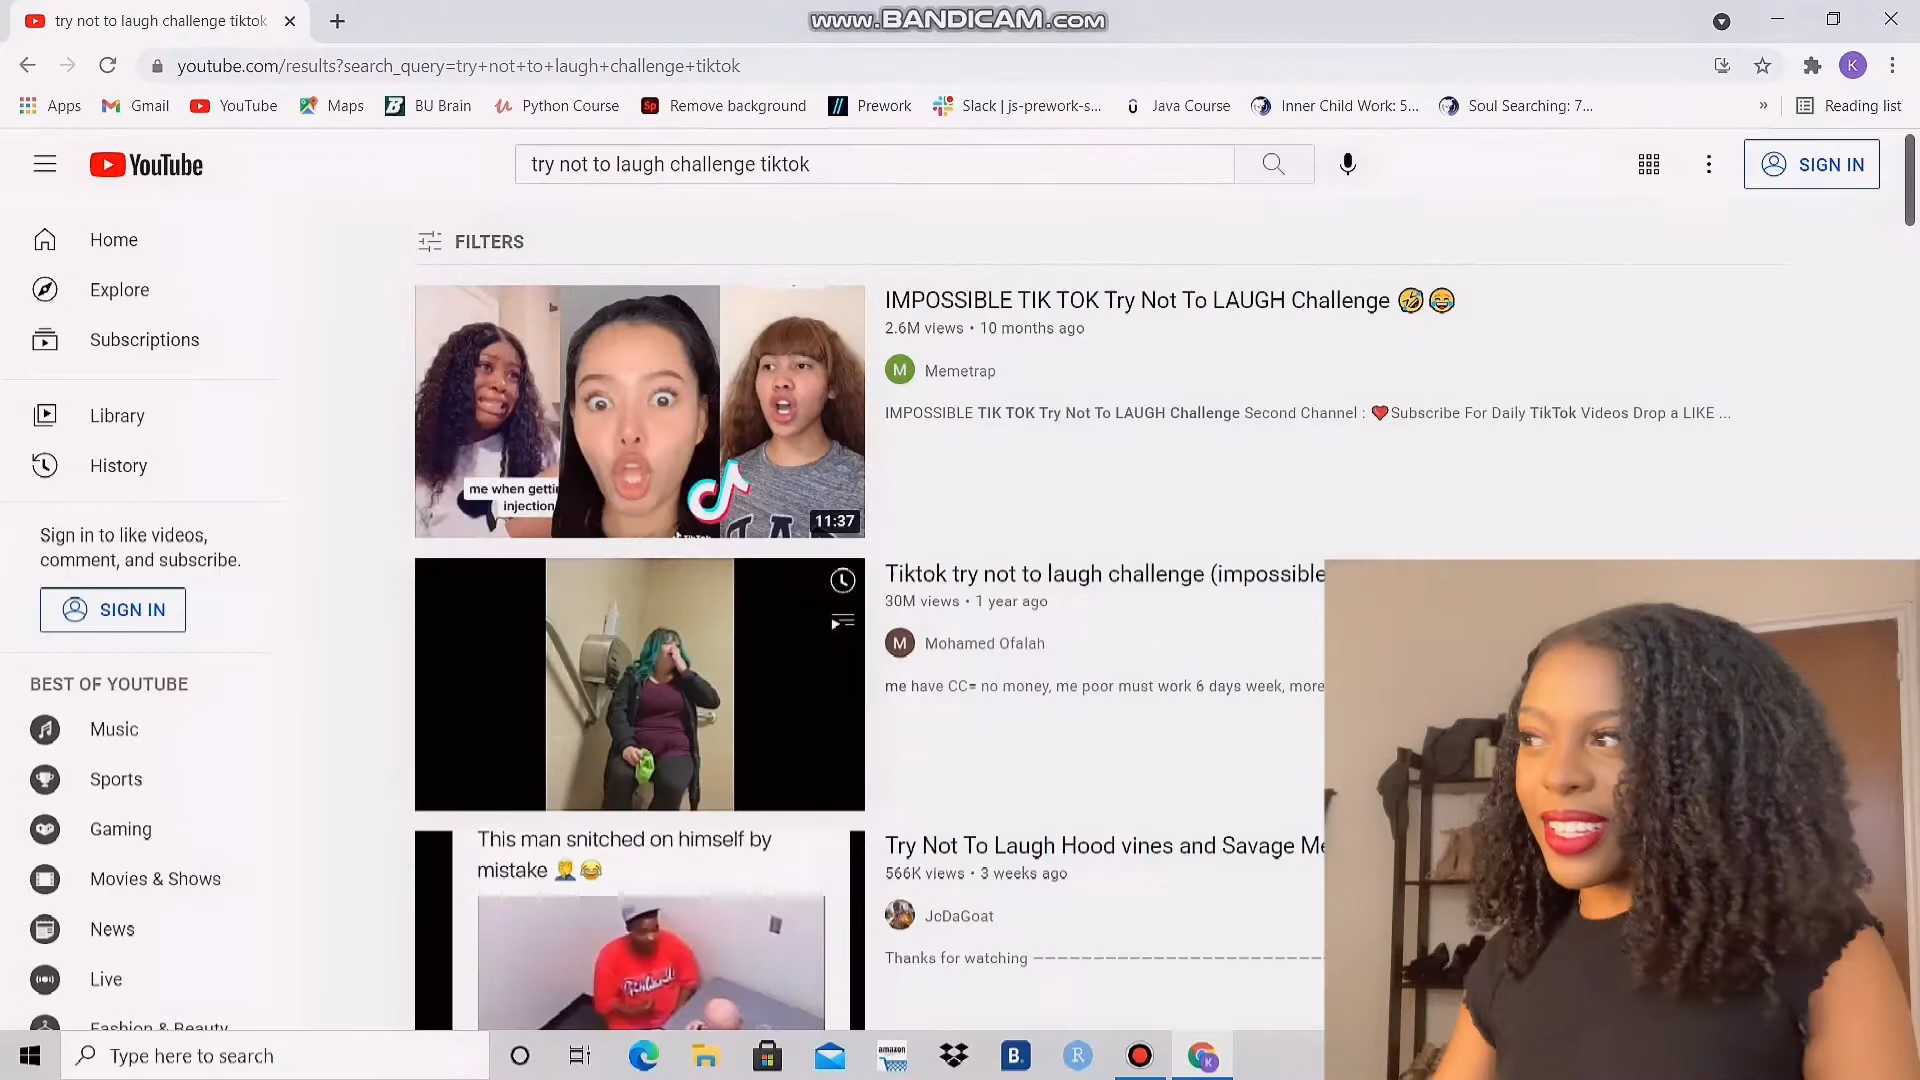 try not to laugh challenge tiktok
www.BANDICAM.com
youtube.com/results?search_query=try+not+to+laugh+challenge+tiktok
K
Apps
Gmail
YouTube
Maps
BU Brain
Python Course
Remove background
Prework
Slack | js-prework-s...
Java Course
Inner Child Work: 5...
Soul Searching: 7...
»
Reading list
YouTube
try not to laugh challenge tiktok
SIGN IN
Home
Explore
Subscriptions
Library
History
Sign in to like videos,
comment, and subscribe.
SIGN IN
BEST OF YOUTUBE
Music
Sports
Gaming
Movies & Shows
News
Live
Fashion & Beauty
FILTERS
me when gettin
injection
11:37
IMPOSSIBLE TIK TOK Try Not To LAUGH Challenge 🤣😂
2.6M views • 10 months ago
M
Memetrap
IMPOSSIBLE TIK TOK Try Not To LAUGH Challenge Second Channel : ❤️Subscribe For Daily TikTok Videos Drop a LIKE ...
Tiktok try not to laugh challenge (impossible
30M views • 1 year ago
M
Mohamed Ofalah
me have CC= no money, me poor must work 6 days week, more
This man snitched on himself by
mistake 🤦‍♂️😂
Try Not To Laugh Hood vines and Savage Me
566K views • 3 weeks ago
JcDaGoat
Thanks for watching ----------------------------
Type here to search
amazon
B.
R
K